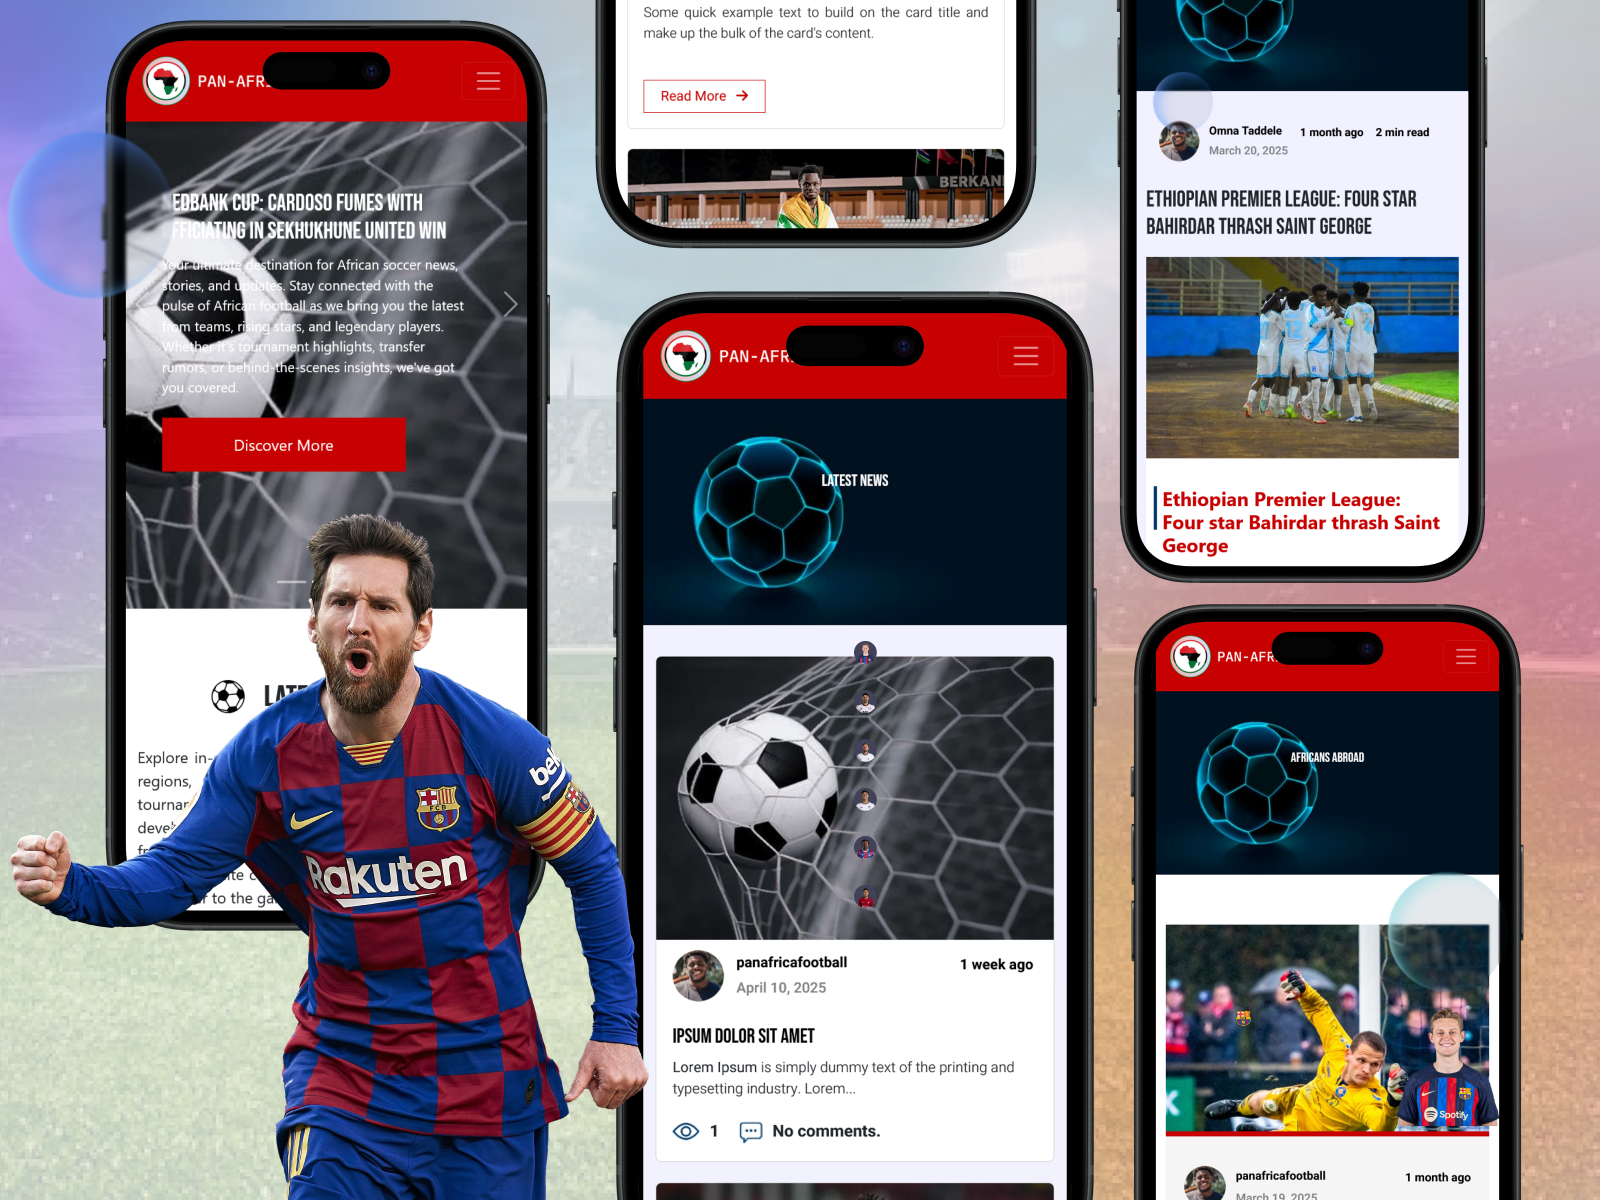 PAN-AFR
EDBANK CUP: CARDOSO FUMES WITH
FFICIATING IN SEKHUKHUNE UNITED WIN
Your ultimate destination for African soccer news,
stories, and updates. Stay connected with the
pulse of African football as we bring you the latest
from teams, rising stars, and legendary players.
Whether it's tournament highlights, transfer
rumors, or behind-the-scenes insights, we've got
you covered.
Discover More
LATE
Explore in-
regions,
tournar
deve
fr
ite c
r to the ga
beko
FCB
Rakuten
Some quick example text to build on the card title and
make up the bulk of the card's content.
Read More
BERKAN
PAN-AFR
LATEST NEWS
panafricafootball
1 week ago
April 10, 2025
IPSUM DOLOR SIT AMET
Lorem Ipsum is simply dummy text of the printing and
typesetting industry. Lorem...
1 No comments.
Omna Taddele 1 month ago 2 min read
March 20, 2025
ETHIOPIAN PREMIER LEAGUE: FOUR STAR
BAHIRDAR THRASH SAINT GEORGE
12
Ethiopian Premier League:
Four star Bahirdar thrash Saint
George
PAN-AFR
AFRICANS ABROAD
K
Spotify
panafricafootball
1 month ago
March 19, 2025